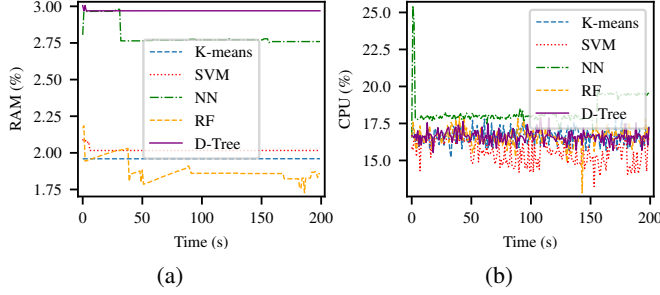 3.00
2.75
2.50
2.25
2.00
1.75
RAM (%)
0
50
100
150
200
Time (s)
K-means
SVM
NN
RF
D-Tree
(a)
25.0
22.5
20.0
17.5
15.0
CPU (%)
0
50
100
150
200
Time (s)
K-means
SVM
NN
RF
D-Tree
(b)